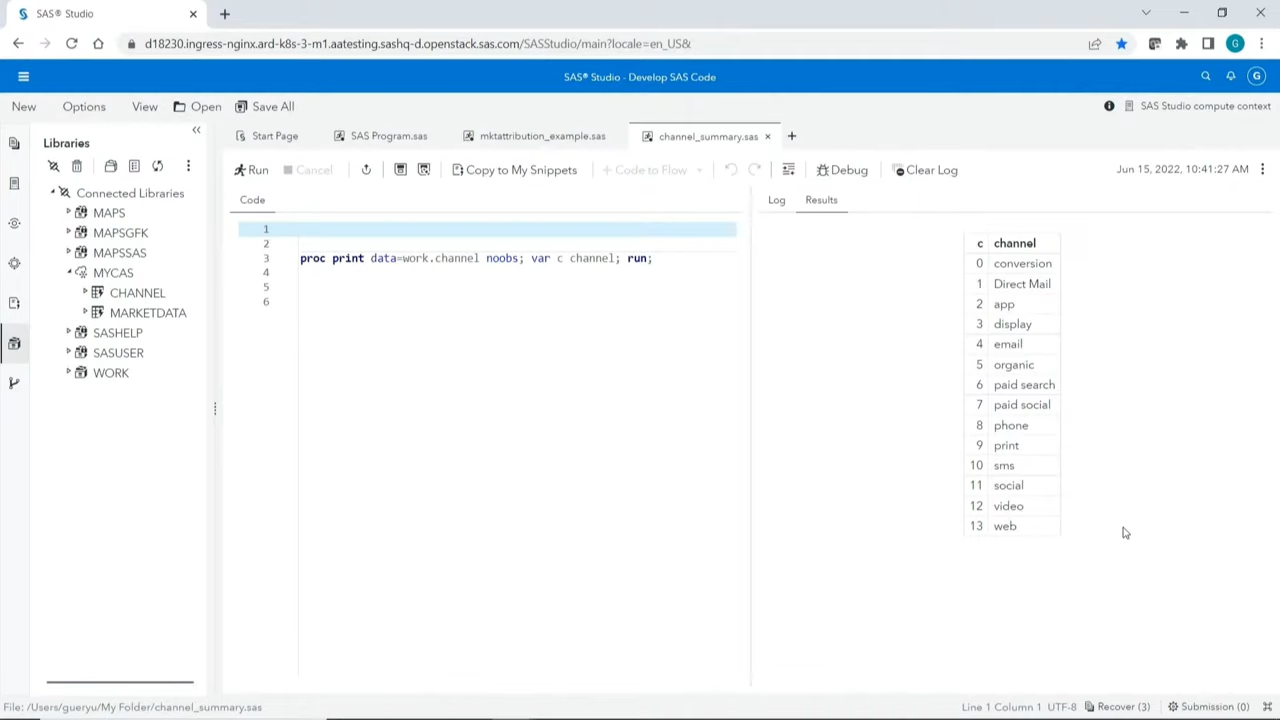 SAS® Studio
d18230.ingress-nginx.ard-k8s-3-m1.aatesting.sashq-d.openstack.sas.com/SASStudio/main?locale=en_US&
G
SAS® Studio - Develop SAS Code
G
New Options View Open Save All
SAS Studio compute context
Libraries
Start Page SAS Program.sas mktattribution_example.sas channel_summary.sas
Run Cancel Copy to My Snippets + Code to Flow Debug Clear Log Jun 15, 2022, 10:41:27 AM
Connected Libraries
MAPS
MAPSGFK
MAPSSAS
MYCAS
CHANNEL
MARKETDATA
SASHELP
SASUSER
WORK
Code
1
2
3 proc print data=work.channel noobs; var c channel; run;
4
5
6
Log Results
c channel
0 conversion
1 Direct Mail
2 app
3 display
4 email
5 organic
6 paid search
7 paid social
8 phone
9 print
10 sms
11 social
12 video
13 web
File: /Users/gueryu/My Folder/channel_summary.sas
Line 1 Column 1 UTF-8 Recover (3) Submission (0)